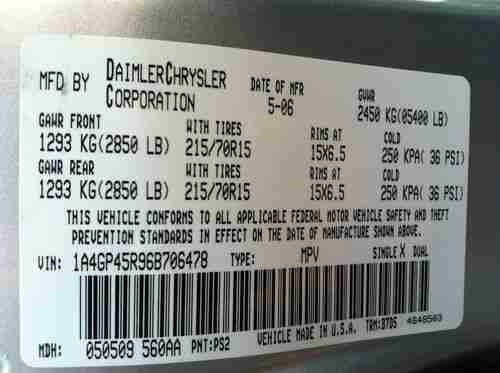 MFD BY DAIMLERCHRYSLER CORPORATION DATE OF MFR 5-06 GVWR 2450 KG(05400 LB)
GAWR FRONT WITH TIRES RIMS AT COLD
1293 KG(2850 LB) 215/70R15 15X6.5 250 KPA( 36 PSI)
GAWR REAR WITH TIRES RIMS AT COLD
1293 KG(2850 LB) 215/70R15 15X6.5 250 KPA( 36 PSI)
THIS VEHICLE CONFORMS TO ALL APPLICABLE FEDERAL MOTOR VEHICLE SAFETY AND THEFT
PREVENTION STANDARDS IN EFFECT ON THE DATE OF MANUFACTURE SHOWN ABOVE.
VIN: 1A4GP45R96B706478 TYPE: MPV SINGLE X DUAL
MDH: 050509 560AA PNT:PS2 VEHICLE MADE IN U.S.A. TRM:B7D5 4648503